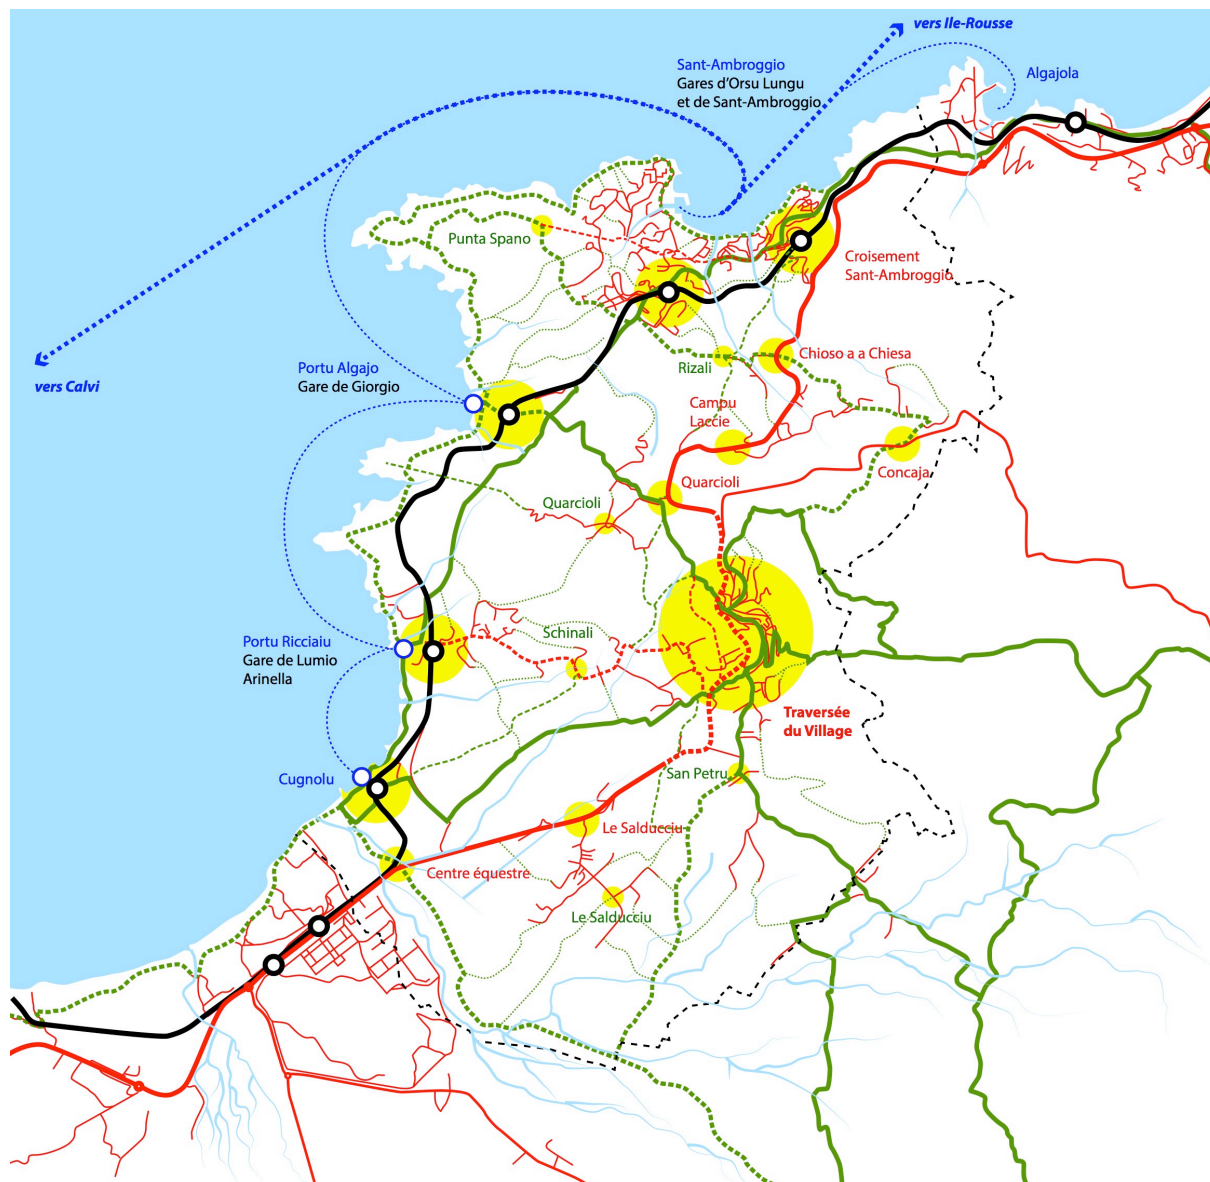 vers Ile-Rousse
Sant-Ambroggio
Gares d'Orsu Lungu
et de Sant-Ambroggio
Algajola
Punta Spano
Croisement
Sant-Ambroggio
vers Calvi
Portu Algajo
Gare de Giorgio
Rizali
Chioso a a Chiesa
Campu
Laccie
Concaja
Quarcioli
Quarcioli
Schinali
Portu Ricciaiu
Gare de Lumio
Arinella
Traversée
du Village
Cugnolu
San Petru
Le Salducciu
Centre équestre
Le Salducciu